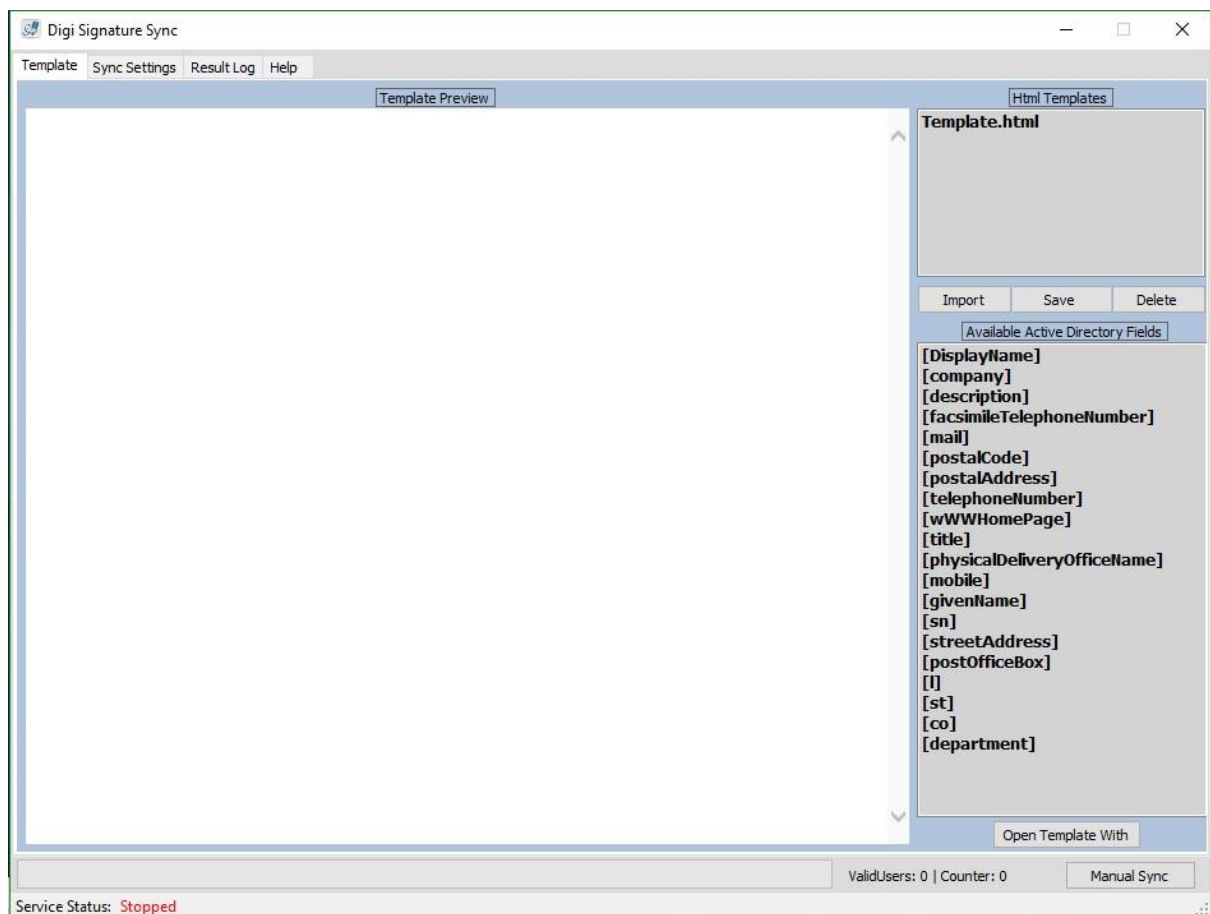 Digi Signature Sync
Template Sync Settings Result Log Help
Template Preview
Html Templates
Template.html
Import Save Delete
Available Active Directory Fields
[DisplayName]
[company]
[description]
[facsimileTelephoneNumber]
[mail]
[postalCode]
[postalAddress]
[telephoneNumber]
[wWWHomePage]
[title]
[physicalDeliveryOfficeName]
[mobile]
[givenName]
[sn]
[streetAddress]
[postOfficeBox]
[l]
[st]
[co]
[department]
Open Template With
ValidUsers: 0 | Counter: 0 Manual Sync
Service Status: Stopped